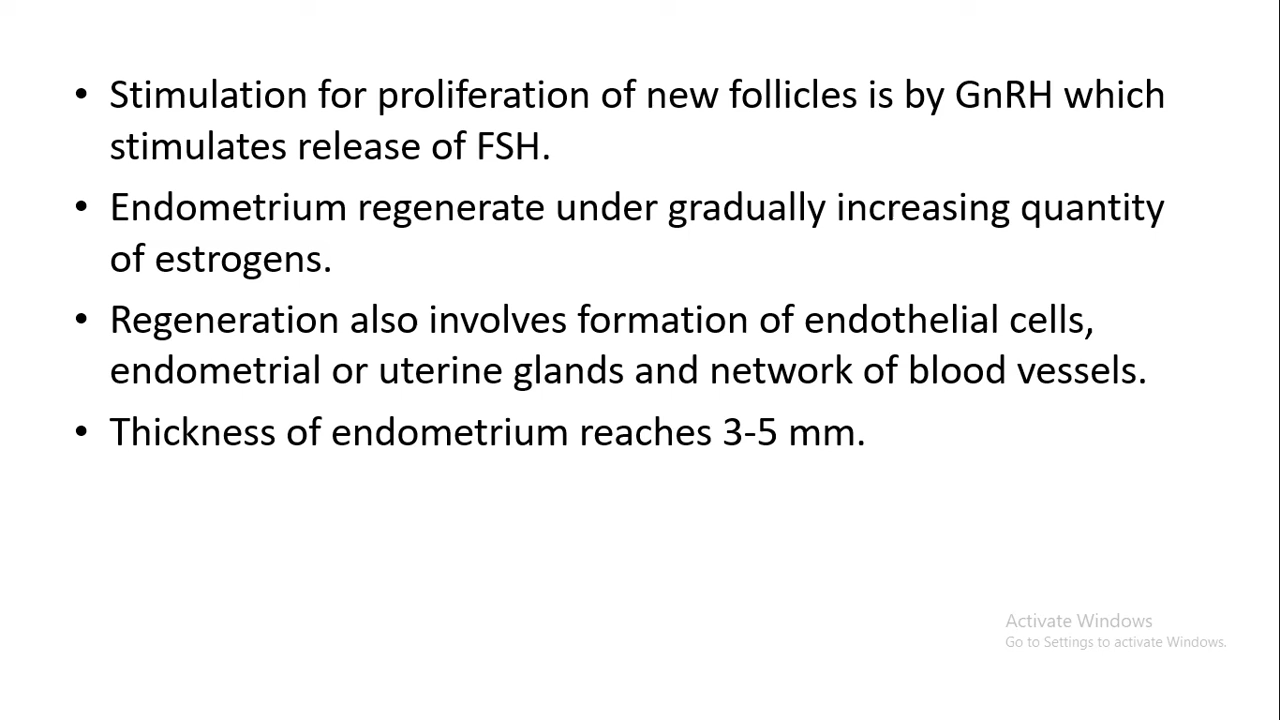 • Stimulation for proliferation of new follicles is by GnRH which
stimulates release of FSH.
• Endometrium regenerate under gradually increasing quantity
of estrogens.
• Regeneration also involves formation of endothelial cells,
endometrial or uterine glands and network of blood vessels.
• Thickness of endometrium reaches 3-5 mm.
Activate Windows
Go to Settings to activate Windows.